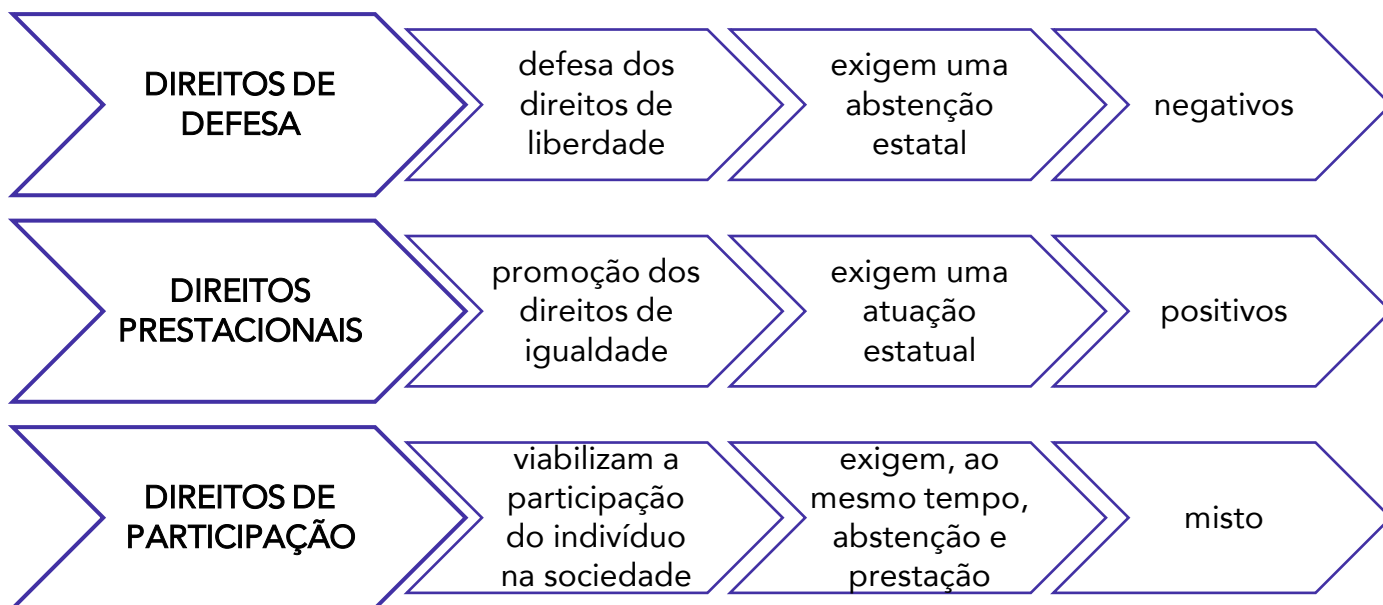 DIREITOS DE
DEFESA
defesa dos
direitos de
liberdade
exigem uma
abstenção
estatal
negativos
DIREITOS
PRESTACIONAIS
promoção dos
direitos de
igualdade
exigem uma
atuação
estatual
positivos
DIREITOS DE
PARTICIPAÇÃO
viabilizam a
participação
do indivíduo
na sociedade
exigem, ao
mesmo tempo,
abstenção e
prestação
misto